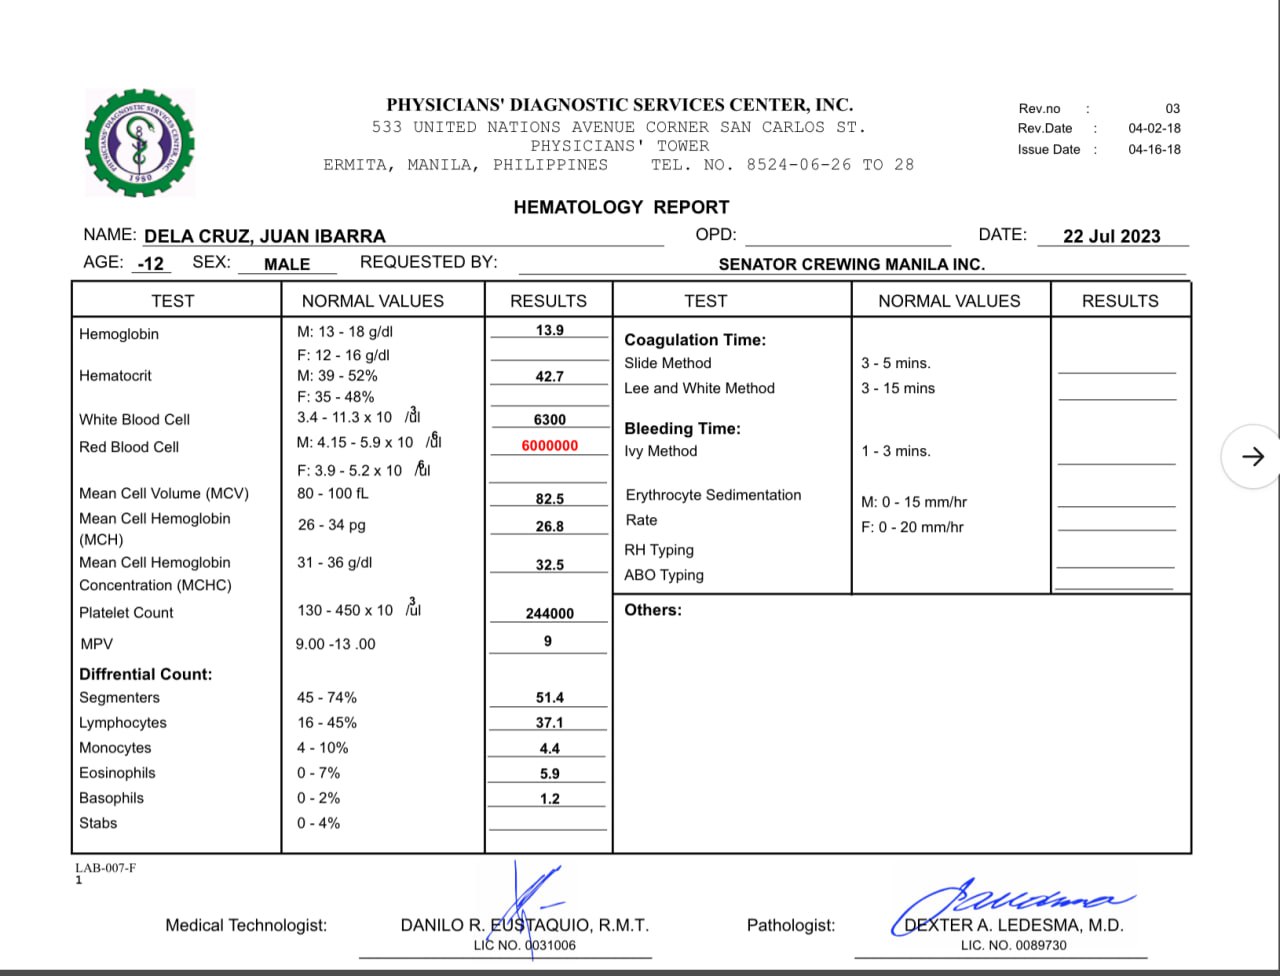 PHYSICIANS' DIAGNOSTIC SERVICES CENTER, INC.
533 UNITED NATIONS AVENUE CORNER SAN CARLOS ST.
PHYSICIANS' TOWER
ERMITA, MANILA, PHILIPPINES TEL. NO. 8524-06-26 TO 28
Rev.no : 03
Rev.Date : 04-02-18
Issue Date : 04-16-18
PHYSICIANS' DIAGNOSTIC SERVICES CENTER, INC.
1980
HEMATOLOGY REPORT
NAME: DELA CRUZ, JUAN IBARRA OPD: DATE: 22 Jul 2023
AGE: -12 SEX: MALE REQUESTED BY: SENATOR CREWING MANILA INC.
TEST NORMAL VALUES RESULTS
Hemoglobin M: 13 - 18 g/dl 13.9
F: 12 - 16 g/dl
Hematocrit M: 39 - 52% 42.7
F: 35 - 48%
White Blood Cell 3.4 - 11.3 x 10 3/ul 6300
Red Blood Cell M: 4.15 - 5.9 x 10 6/ul 6000000
F: 3.9 - 5.2 x 10 6/ul
Mean Cell Volume (MCV) 80 - 100 fL 82.5
Mean Cell Hemoglobin
(MCH) 26 - 34 pg 26.8
Mean Cell Hemoglobin 31 - 36 g/dl 32.5
Concentration (MCHC)
Platelet Count 130 - 450 x 10 3/ul 244000
MPV 9.00 -13 .00 9
Diffrential Count:
Segmenters 45 - 74% 51.4
Lymphocytes 16 - 45% 37.1
Monocytes 4 - 10% 4.4
Eosinophils 0 - 7% 5.9
Basophils 0 - 2% 1.2
Stabs 0 - 4%
TEST NORMAL VALUES RESULTS
Coagulation Time:
Slide Method 3 - 5 mins.
Lee and White Method 3 - 15 mins
Bleeding Time:
Ivy Method 1 - 3 mins.
Erythrocyte Sedimentation M: 0 - 15 mm/hr
Rate F: 0 - 20 mm/hr
RH Typing
ABO Typing
Others:
LAB-007-F
1
Medical Technologist: DANILO R. EUSTAQUIO, R.M.T.
LIC NO. 0031006
Pathologist: DEXTER A. LEDESMA, M.D.
LIC. NO. 0089730